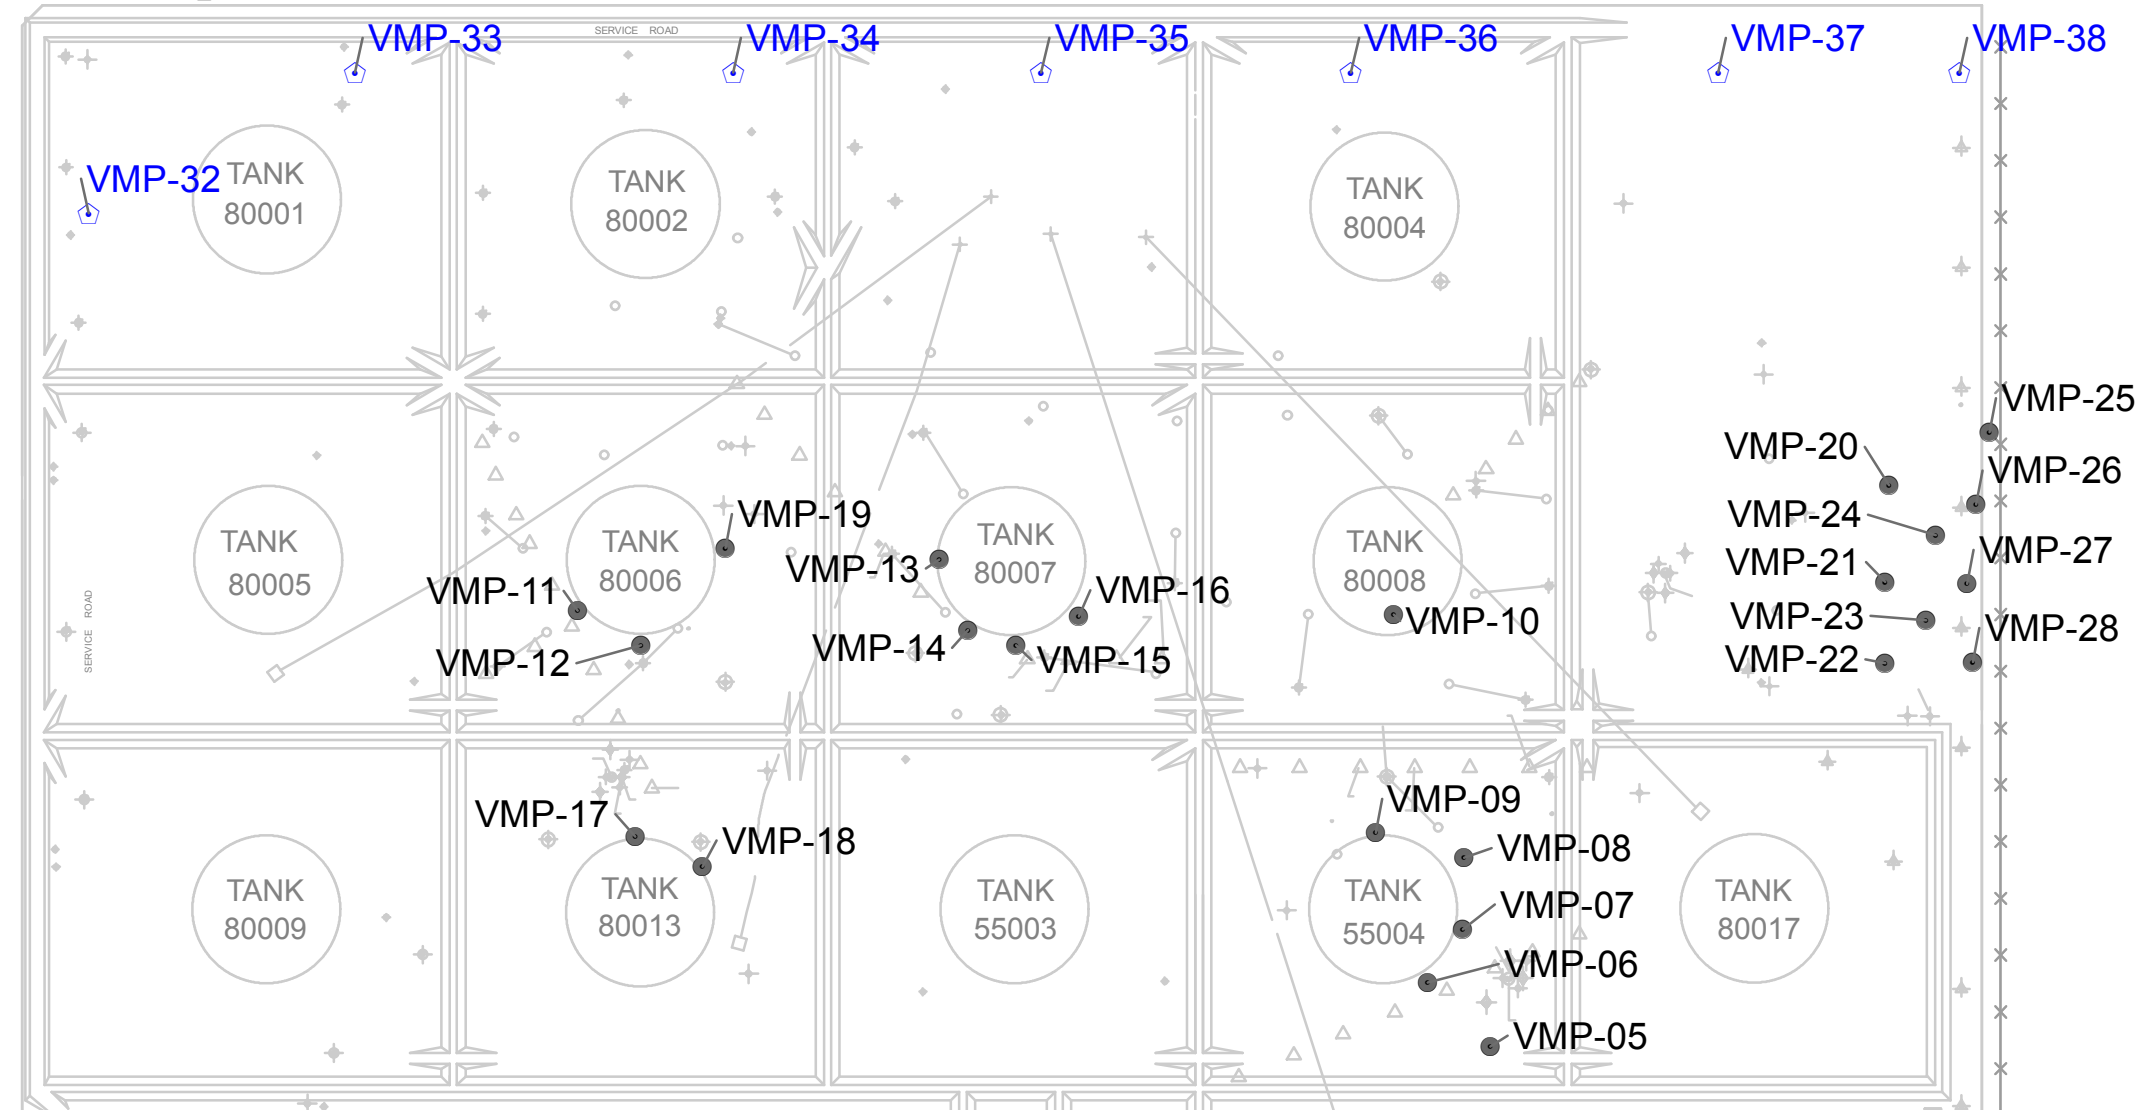 SERVICE ROAD
VMP-33
VMP-34
VMP-35
VMP-36
VMP-37
VMP-38
VMP-32
TANK
80001
TANK
80002
TANK
80004
VMP-25
VMP-20
VMP-26
VMP-24
VMP-27
VMP-21
VMP-23
VMP-28
VMP-22
TANK
80005
VMP-19
TANK
80006
VMP-11
VMP-12
VMP-13
TANK
80007
VMP-16
VMP-14
VMP-15
TANK
80008
VMP-10
SERVICE ROAD
VMP-17
VMP-18
VMP-09
VMP-08
VMP-07
VMP-06
VMP-05
TANK
80009
TANK
80013
TANK
55003
TANK
55004
TANK
80017